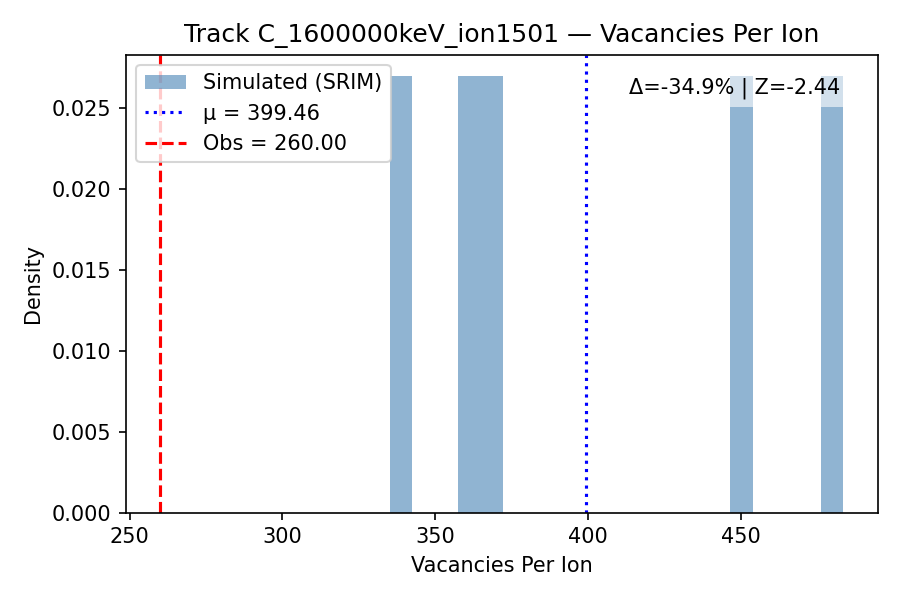 Track C_1600000keV_ion1501 — Vacancies Per Ion
Simulated (SRIM)
μ = 399.46
Obs = 260.00
Δ=-34.9% | Z=-2.44
Density
0.025
0.020
0.015
0.010
0.005
0.000
250 300 350 400 450
Vacancies Per Ion